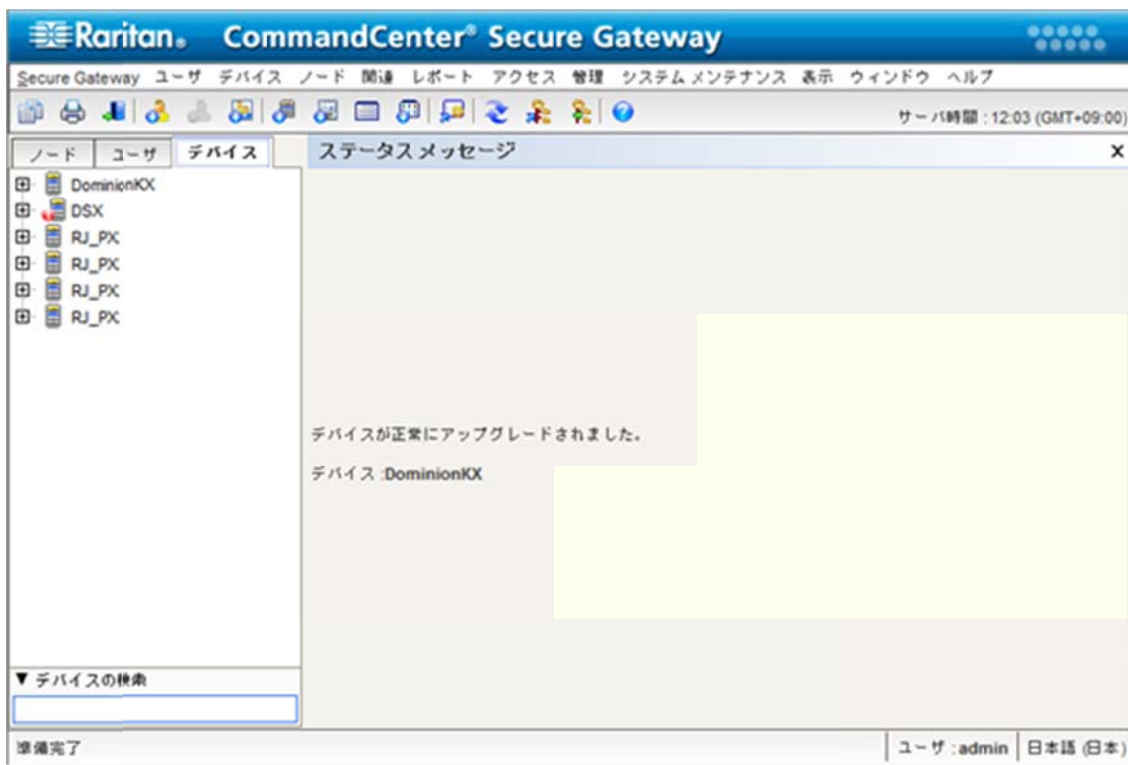 Raritan. CommandCenter® Secure Gateway
Secure Gateway ユーザ デバイス ノード 関連 レポート アクセス 管理 システム メンテナンス 表示 ウィンドウ ヘルプ
サーバ時間 : 12:03 (GMT+09:00)
ノード ユーザ デバイス
ステータス メッセージ X
DominionKX
DSX
RJ_PX
RJ_PX
RJ_PX
RJ_PX
デバイスが正常にアップグレードされました。
デバイス :DominionKX
▼ デバイスの検索
準備完了
ユーザ : admin
日本語 (日本)